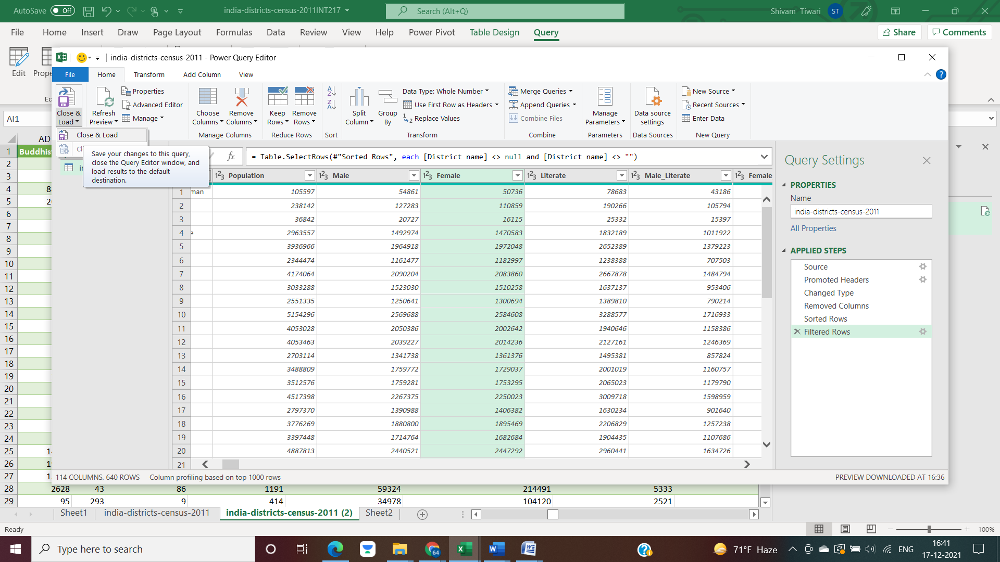 AutoSave Off india-districts-census-2011INT217 Search (Alt+Q) Shivam Tiwari ST
File Home Insert Draw Page Layout Formulas Data Review View Help Power Pivot Table Design Query Share Comments
india-districts-census-2011 - Power Query Editor
Edit Prope
File Home Transform Add Column View
Close & Load
Refresh Preview
Properties
Advanced Editor
Manage
Choose Columns
Remove Columns
Manage Columns
Keep Rows
Remove Rows
Reduce Rows
Sort
Split Column
Group By
Data Type: Whole Number
Use First Row as Headers
Replace Values
Transform
Merge Queries
Append Queries
Combine Files
Combine
Manage Parameters
Parameters
Data source settings
Data Sources
New Source
Recent Sources
Enter Data
New Query
AI1
Close & Load
Save your changes to this query,
close the Query Editor window, and
load results to the default
destination.
fx = Table.SelectRows(#"Sorted Rows", each [District name] <> null and [District name] <> "")
AD
1 Buddhis
Population Male Female Literate Male_Literate Female
1 man 105597 54861 50736 78683 43186
2 238142 127283 110859 190266 105794
3 36842 20727 16115 25332 15397
4 e 2963557 1492974 1470583 1832189 1011922
5 3936966 1964918 1972048 2652389 1379223
6 2344474 1161477 1182997 1238388 707503
7 4174064 2090204 2083860 2667878 1484794
8 3033288 1523030 1510258 1637137 953406
9 2551335 1250641 1300694 1389810 790214
10 5154296 2569688 2584608 3288577 1716933
11 4053028 2050386 2002642 1940646 1158386
12 4053463 2039227 2014236 2127161 1246369
13 2703114 1341738 1361376 1495381 857824
14 3488809 1759772 1729037 2001019 1160757
15 3512576 1759281 1753295 2065023 1179790
16 4517398 2267375 2250023 3009718 1598959
17 2797370 1390988 1406382 1630234 901640
18 3776269 1880800 1895469 2206829 1257238
19 3397448 1714764 1682684 1904435 1107686
20 4887813 2440521 2447292 2960441 1634726
21
Query Settings
PROPERTIES
Name
india-districts-census-2011
All Properties
APPLIED STEPS
Source
Promoted Headers
Changed Type
Removed Columns
Sorted Rows
Filtered Rows
114 COLUMNS, 640 ROWS Column profiling based on top 1000 rows PREVIEW DOWNLOADED AT 16:36
2
3
4
5
6
7
8
9
10
11
12
13
14
15
16
17
18
19
20
21
22
23
24
25
26
27
28 2628 43 86 1191 59324 214491 5333
29 95 293 9 414 34978 104120 2521
Sheet1 india-districts-census-2011 india-districts-census-2011 (2) Sheet2
Ready 100%
Type here to search 64 71°F Haze ENG 16:41
17-12-2021